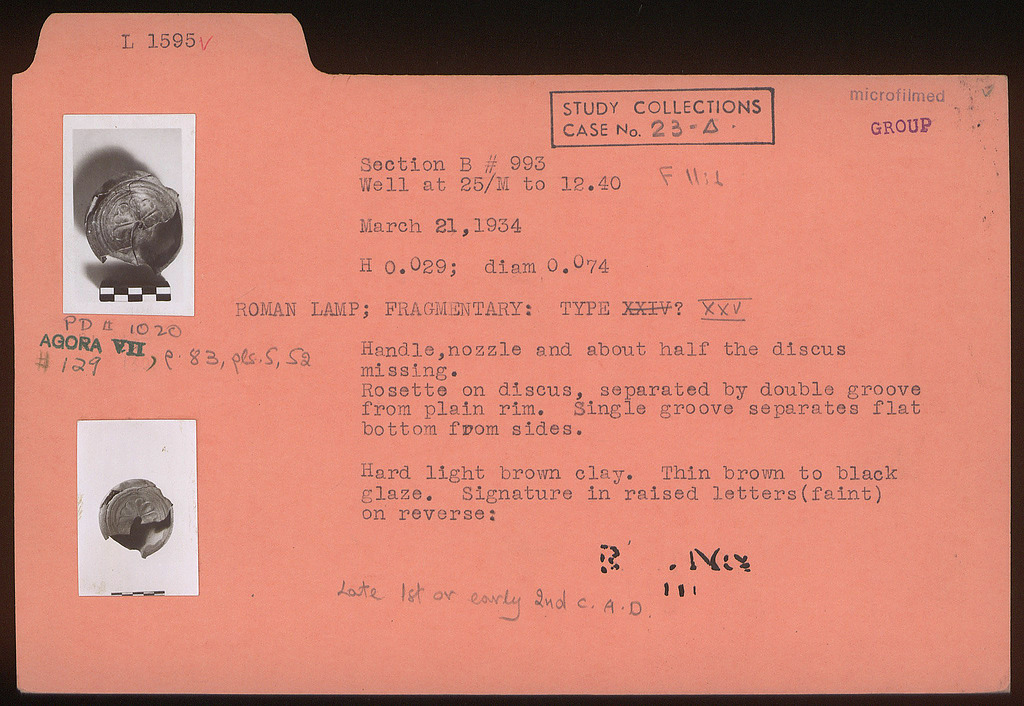 L 1595 √
microfilmed
GROUP
STUDY COLLECTIONS
CASE No. 23-Δ.
Section B # 993
Well at 25/M to 12.40
March 21,1934
H 0.029; diam 0.074
ROMAN LAMP; FRAGMENTARY: TYPE XXIV? XXV
PD # 1020
AGORA VII, p. 83, pls. 5, 52
# 129
Handle,nozzle and about half the discus
missing.
Rosette on discus, separated by double groove
from plain rim. Single groove separates flat
bottom from sides.
Hard light brown clay. Thin brown to black
glaze. Signature in raised letters(faint)
on reverse:
Late 1st or early 2nd c. A.D.